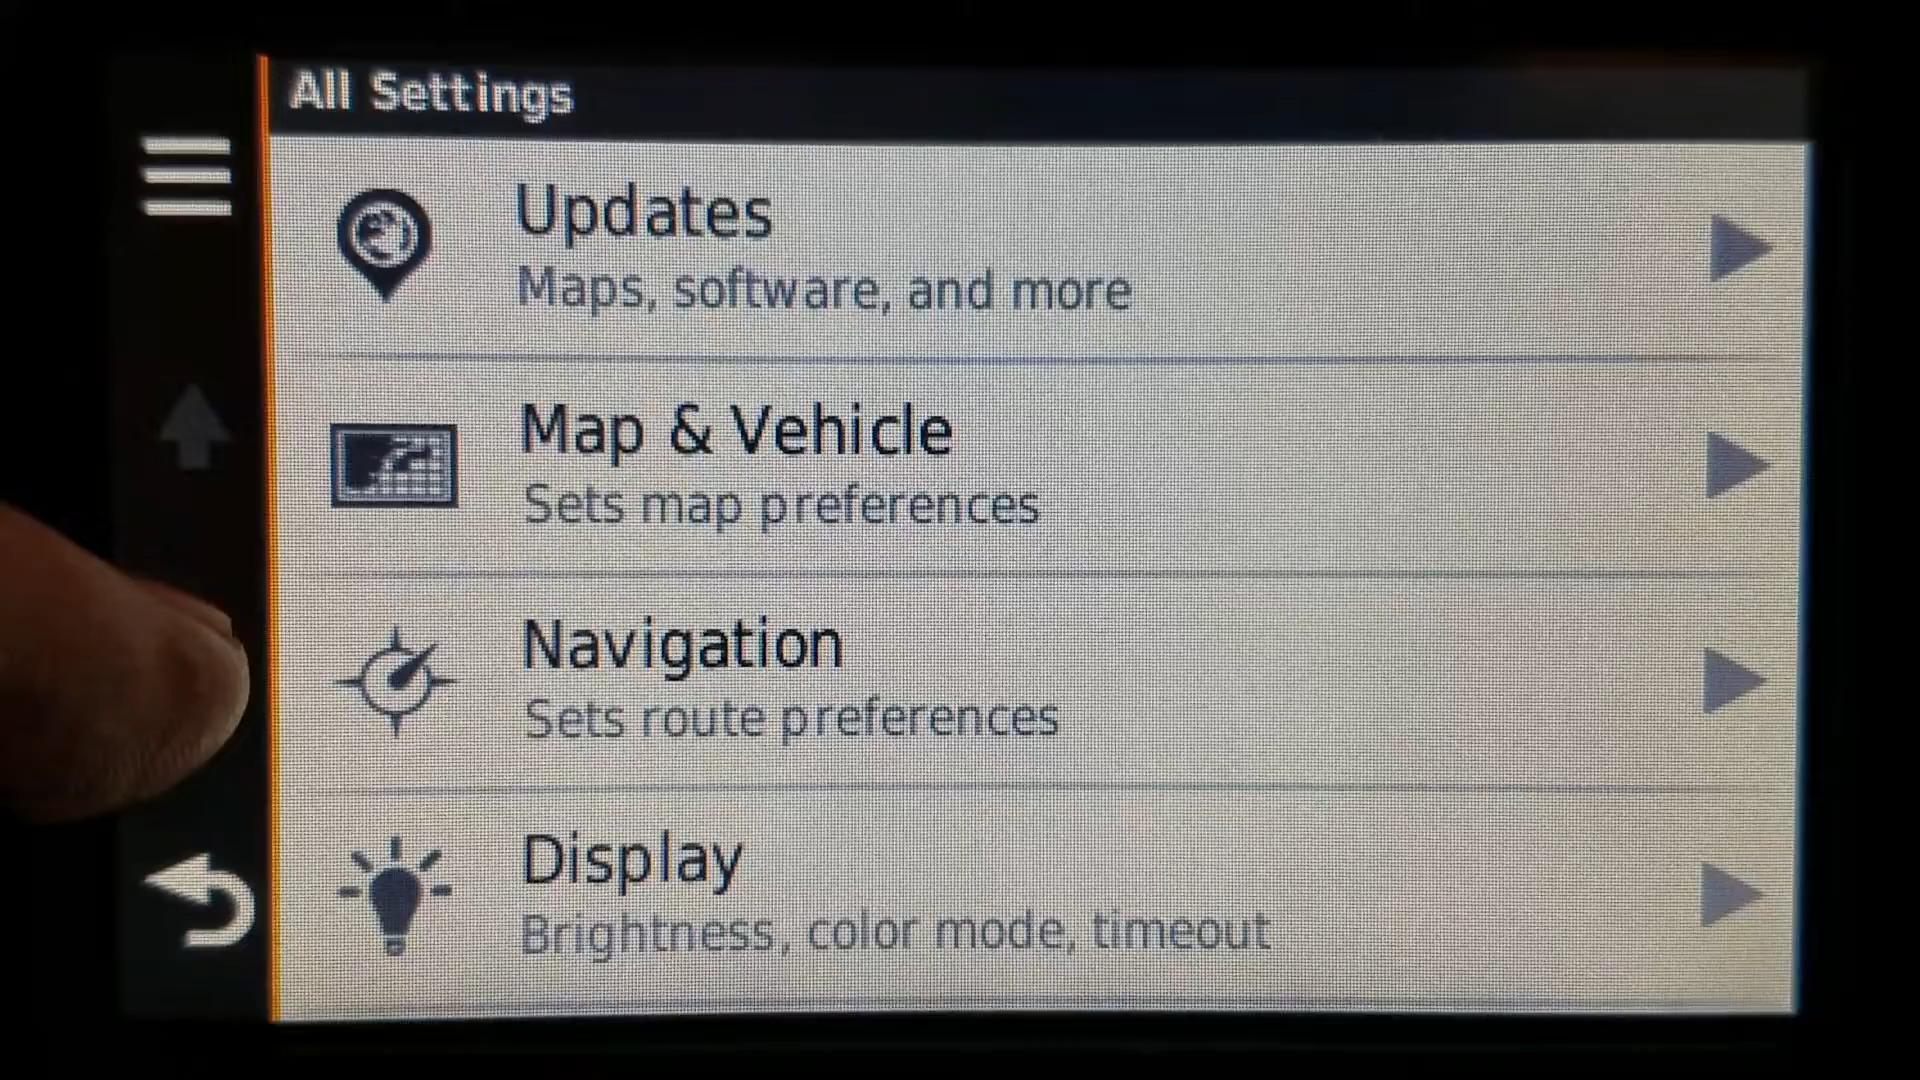 All Settings
Updates
Maps, software, and more
Map & Vehicle
Sets map preferences
Navigation
Sets route preferences
Display
Brightness, color mode, timeout